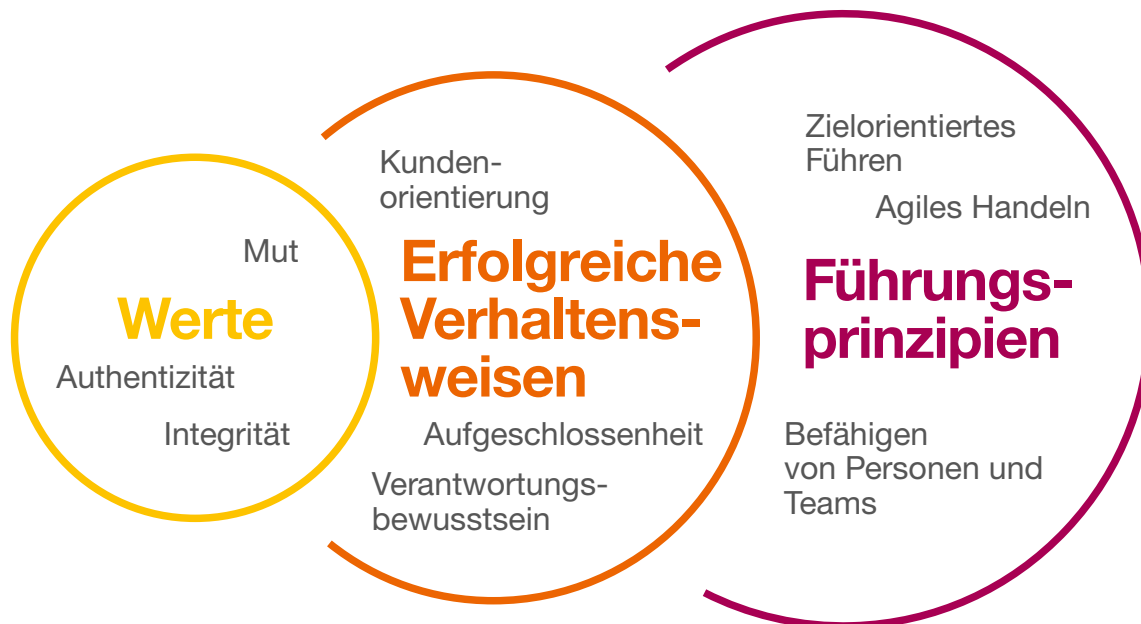 Mut
Werte
Authentizität
Integrität
Kunden-
orientierung
Erfolgreiche
Verhaltens-
weisen
Aufgeschlossenheit
Verantwortungs-
bewusstsein
Zielorientiertes
Führen
Agiles Handeln
Führungs-
prinzipien
Befähigen
von Personen und
Teams